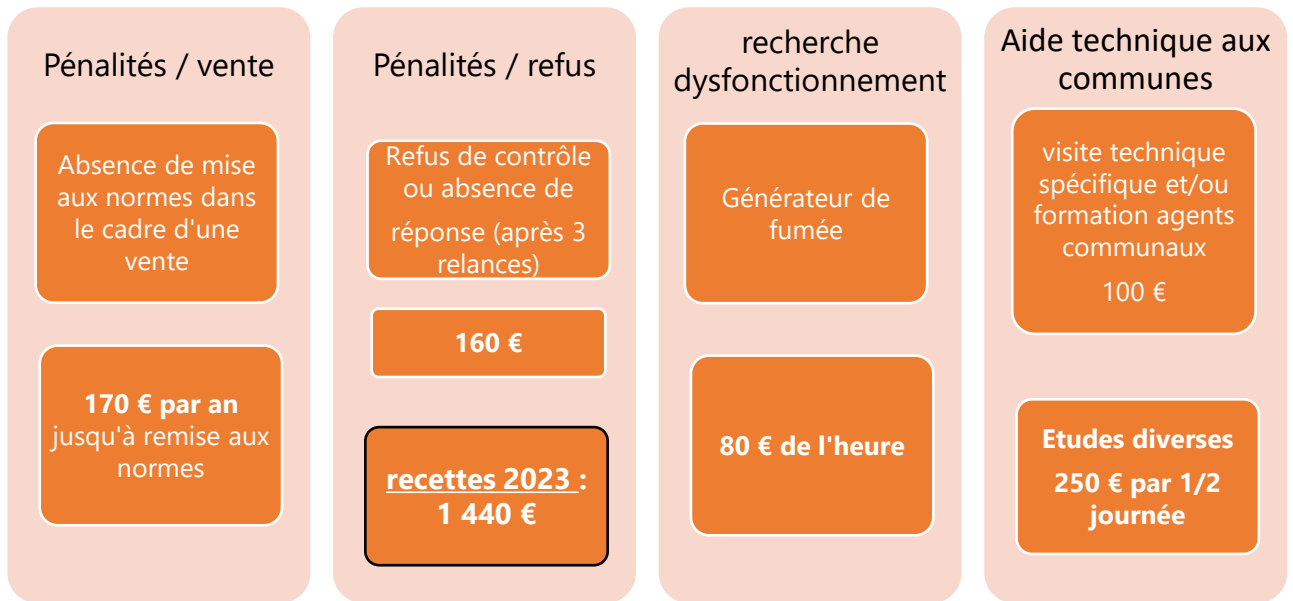 Pénalités / vente
Absence de mise
aux normes dans
le cadre d'une
vente
170 € par an
jusqu'à remise aux
normes
Pénalités / refus
Refus de contrôle
ou absence de
réponse (après 3
relances)
160 €
recettes 2023 :
1 440 €
recherche
dysfonctionnement
Générateur de
fumée
80 € de l'heure
Aide technique aux
communes
visite technique
spécifique et/ou
formation agents
communaux
100 €
Etudes diverses
250 € par 1/2
journée